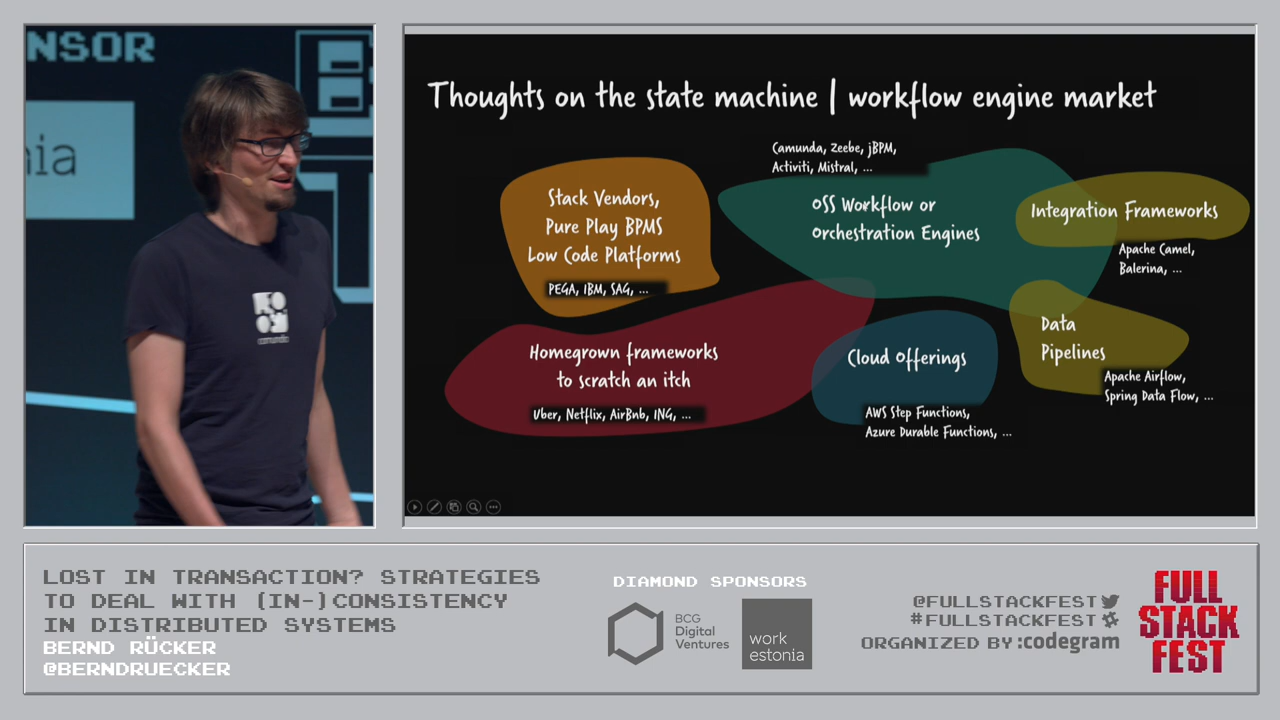 NSOR
nia
camunda
Thoughts on the state machine | workflow engine market
Camunda, Zeebe, jBPM,
Activiti, Mistral, ...
Stack Vendors,
Pure Play BPMS
Low Code Platforms
PEGA, IBM, SAG, ...
OSS Workflow or
Orchestration Engines
Integration Frameworks
Apache Camel,
Balerina, ...
Homegrown frameworks
to scratch an itch
Uber, Netflix, AirBnb, ING, ...
Cloud Offerings
AWS Step Functions,
Azure Durable Functions, ...
Data
Pipelines
Apache Airflow,
Spring Data Flow, ...
LOST IN TRANSACTION? STRATEGIES
TO DEAL WITH (IN-)CONSISTENCY
IN DISTRIBUTED SYSTEMS
BERND RÜCKER
@BERNDRUECKER
DIAMOND SPONSORS
BCG
Digital
Ventures
work
estonia
@FULLSTACKFEST
#FULLSTACKFEST
ORGANIZED BY :codegram
FULL
STACK
FEST